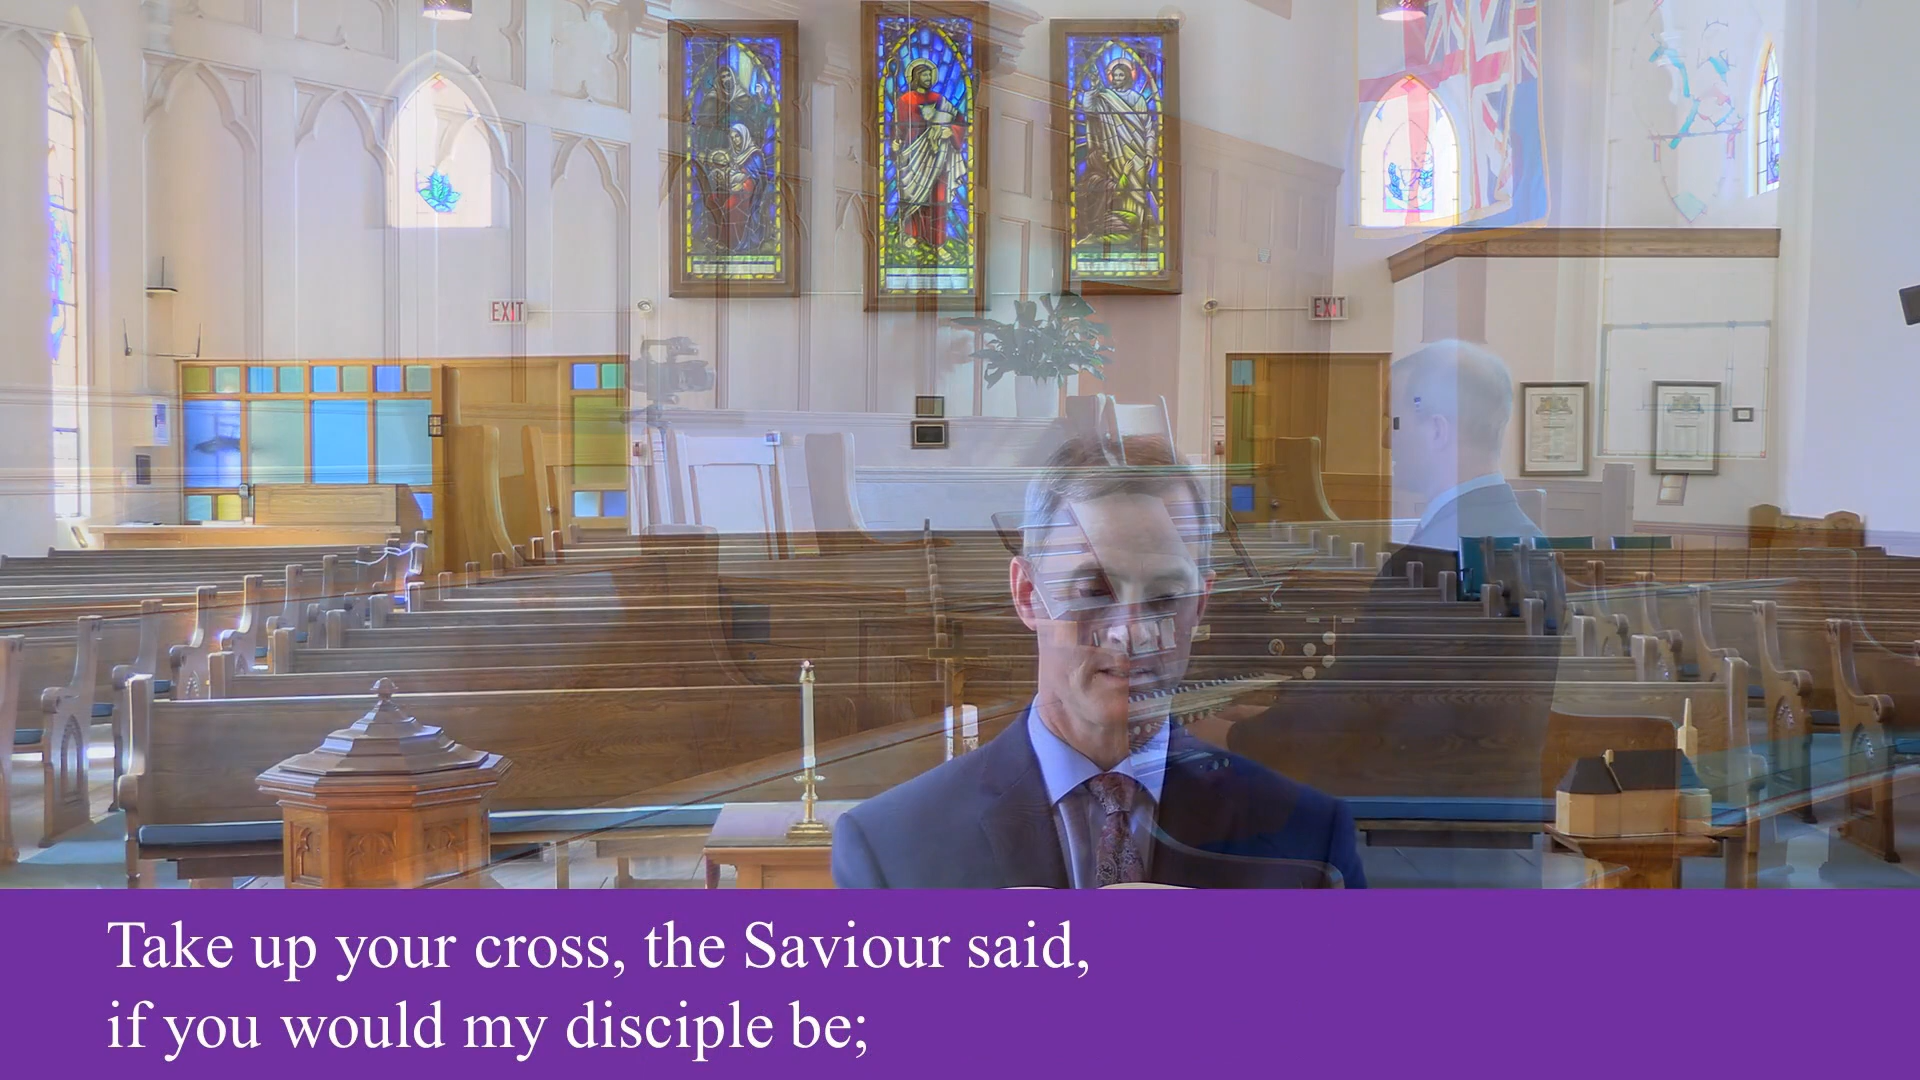 EXIT
EXIT
Take up your cross, the Saviour said,
if you would my disciple be;